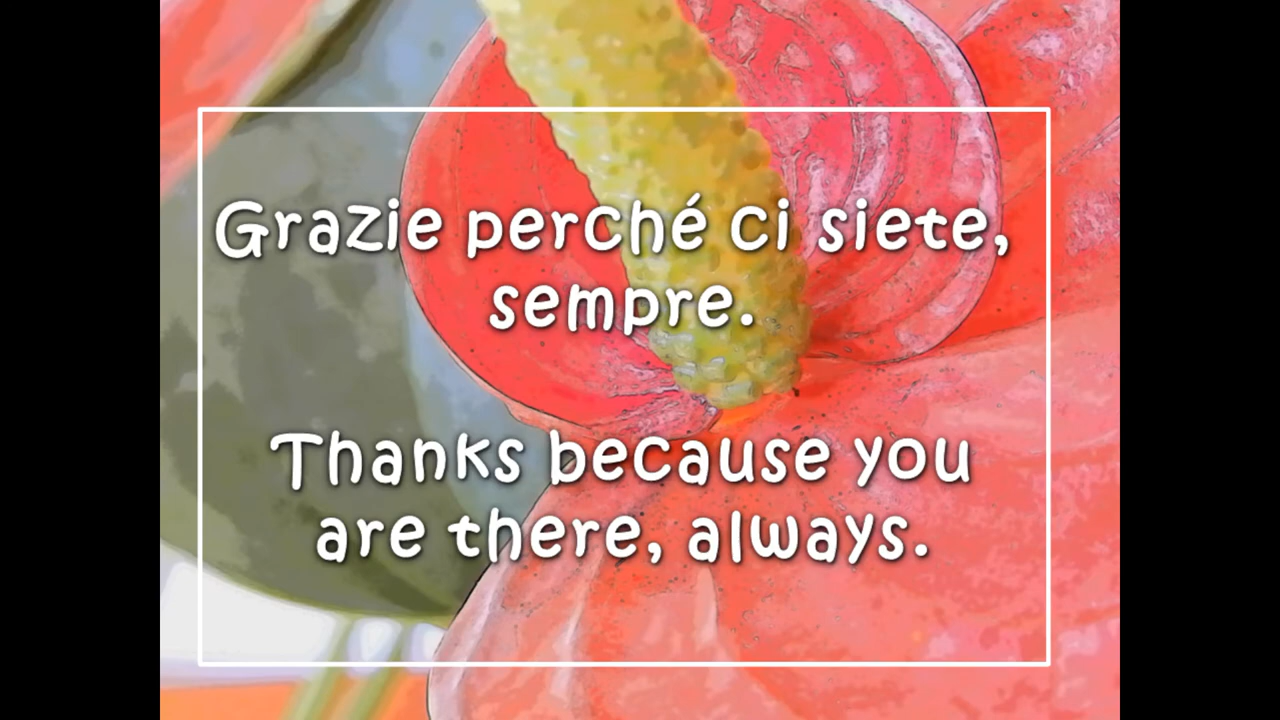 Grazie perché ci siete,
sempre.
Thanks because you
are there, always.